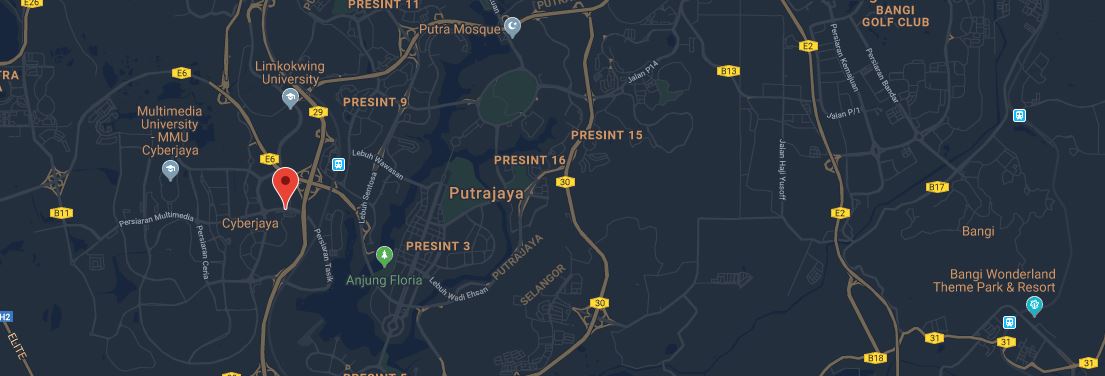 E26
PRESINT 11
PUTRA
Putra Mosque
BANGI
GOLF CLUB
E6
Limkokwing
University
29
PRESINT 9
Jalan P14
B13
E2
Persiaran Kemajuan
Persiaran Bandar
Jalan P/1
Multimedia
University
- MMU
Cyberjaya
E6
Lebuh Wawasan
Lebuh Sentosa
PRESINT 15
PRESINT 16
30
Putrajaya
Jalan Haji Yusoff
B17
B11
Persiaran Multimedia
Cyberjaya
Persiaran Ceria
Persiaran Tasik
PRESINT 3
Anjung Floria
Lebuh Wadi Ehsan
PUTRAJAYA
SELANGOR
E2
Bangi
Bangi Wonderland
Theme Park & Resort
30
H2
ELITE
31
31
B18
31